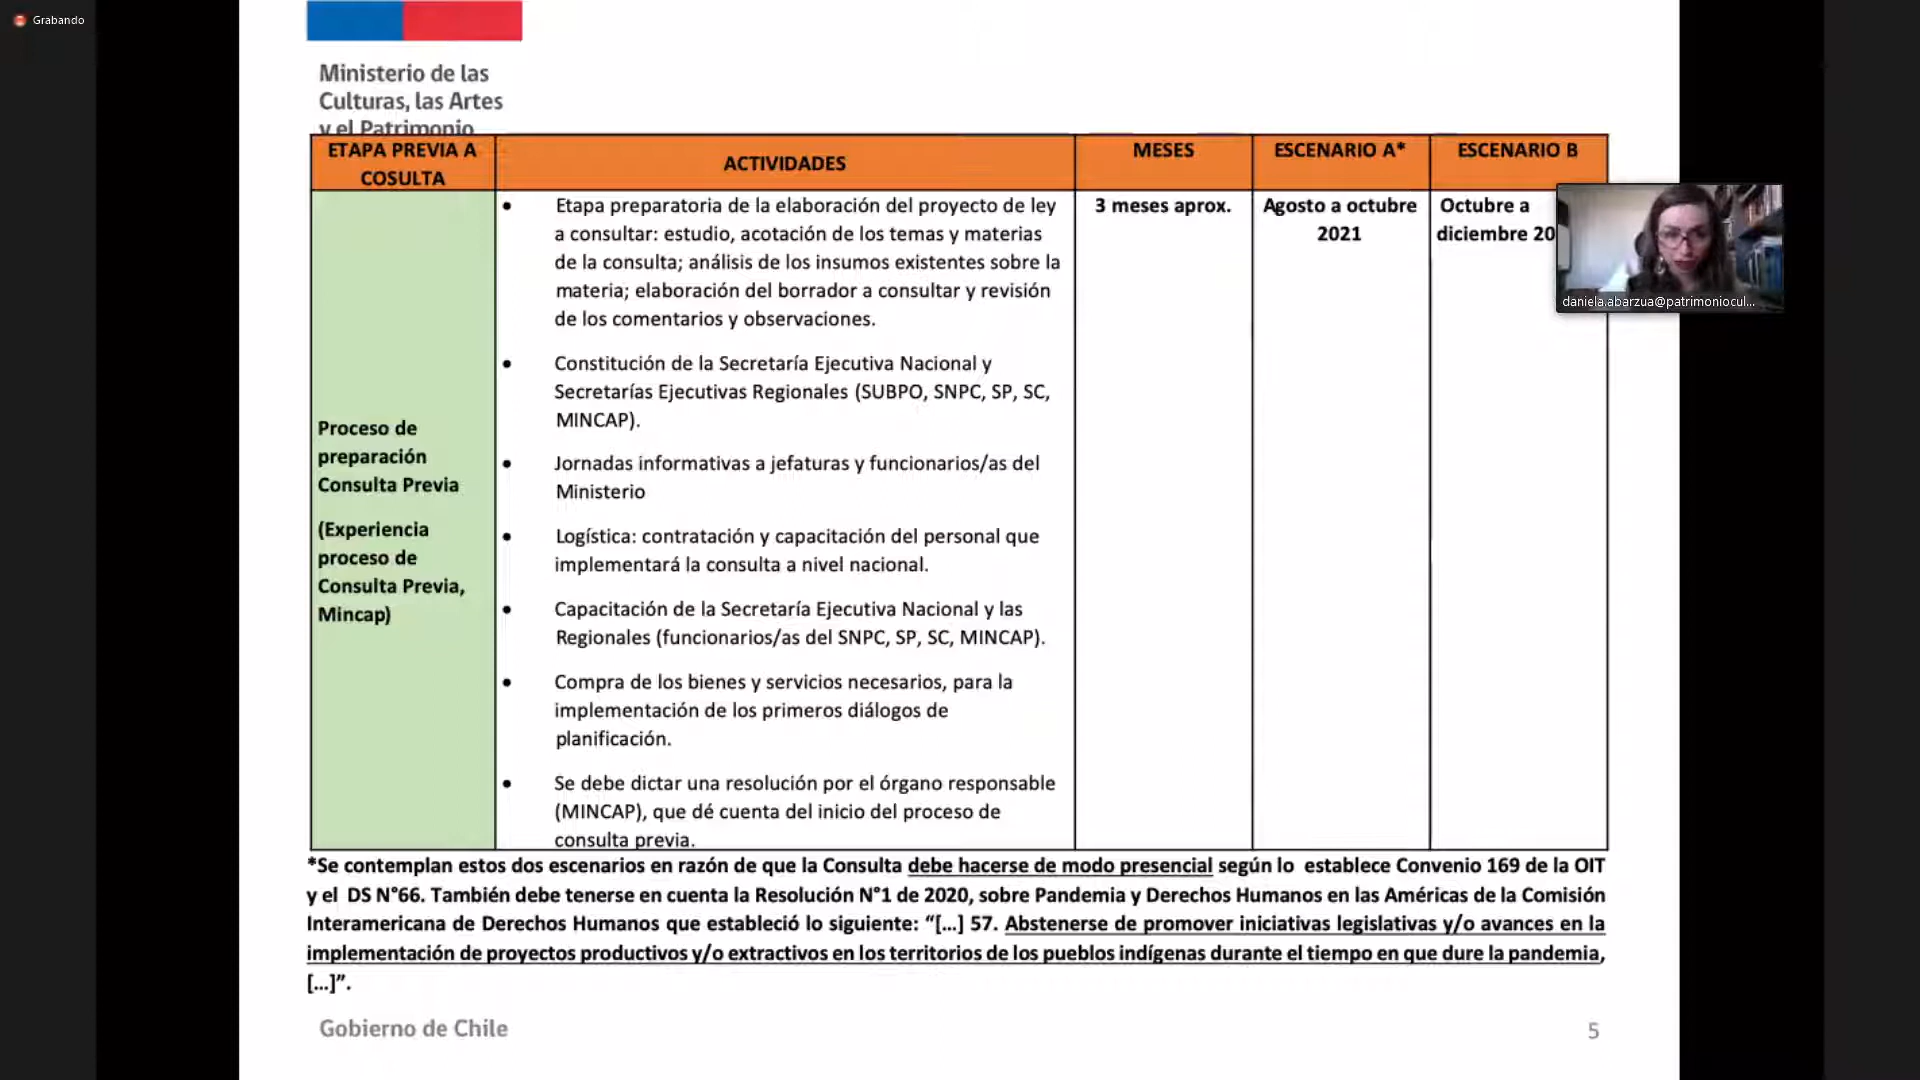 Grabando
Ministerio de las
Culturas, las Artes
y el Patrimonio
ETAPA PREVIA A
COSULTA
ACTIVIDADES
MESES
ESCENARIO A*
ESCENARIO B
Proceso de
preparación
Consulta Previa
(Experiencia
proceso de
Consulta Previa,
Mincap)
• Etapa preparatoria de la elaboración del proyecto de ley
a consultar: estudio, acotación de los temas y materias
de la consulta; análisis de los insumos existentes sobre la
materia; elaboración del borrador a consultar y revisión
de los comentarios y observaciones.
• Constitución de la Secretaría Ejecutiva Nacional y
Secretarías Ejecutivas Regionales (SUBPO, SNPC, SP, SC,
MINCAP).
• Jornadas informativas a jefaturas y funcionarios/as del
Ministerio
• Logística: contratación y capacitación del personal que
implementará la consulta a nivel nacional.
• Capacitación de la Secretaría Ejecutiva Nacional y las
Regionales (funcionarios/as del SNPC, SP, SC, MINCAP).
• Compra de los bienes y servicios necesarios, para la
implementación de los primeros diálogos de
planificación.
• Se debe dictar una resolución por el órgano responsable
(MINCAP), que dé cuenta del inicio del proceso de
consulta previa.
3 meses aprox.
Agosto a octubre
2021
Octubre a
diciembre 20
daniela.abarzua@patrimoniocul...
*Se contemplan estos dos escenarios en razón de que la Consulta debe hacerse de modo presencial según lo establece Convenio 169 de la OIT
y el DS N°66. También debe tenerse en cuenta la Resolución N°1 de 2020, sobre Pandemia y Derechos Humanos en las Américas de la Comisión
Interamericana de Derechos Humanos que estableció lo siguiente: “[…] 57. Abstenerse de promover iniciativas legislativas y/o avances en la
implementación de proyectos productivos y/o extractivos en los territorios de los pueblos indígenas durante el tiempo en que dure la pandemia,
[…]”.
Gobierno de Chile
5